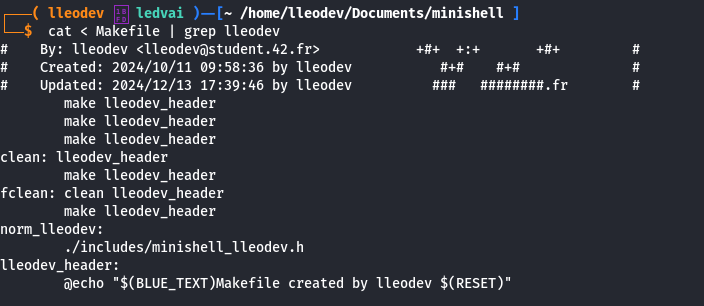 ( lleodev ledvai )—[~ /home/lleodev/Documents/minishell ]
$ cat < Makefile | grep lleodev
#    By: lleodev <lleodev@student.42.fr>            +#+  +:+       +#+         #
#    Created: 2024/10/11 09:58:36 by lleodev           #+#    #+#              #
#    Updated: 2024/12/13 17:39:46 by lleodev          ###   ########.fr        #
        make lleodev_header
        make lleodev_header
        make lleodev_header
clean: lleodev_header
        make lleodev_header
fclean: clean lleodev_header
        make lleodev_header
norm_lleodev:
        ./includes/minishell_lleodev.h
lleodev_header:
        @echo "$(BLUE_TEXT)Makefile created by lleodev $(RESET)"